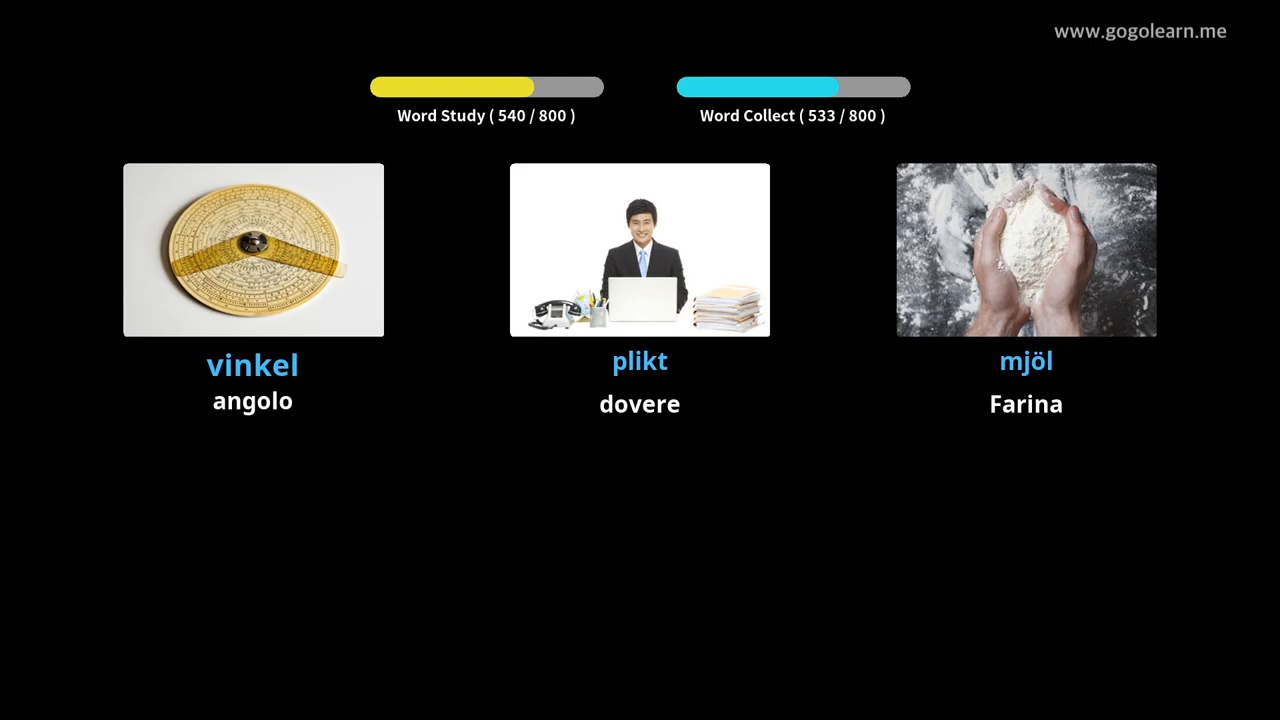 www.gogolearn.me
Word Study ( 540 / 800 )
Word Collect ( 533 / 800 )
vinkel
angolo
plikt
dovere
mjöl
Farina